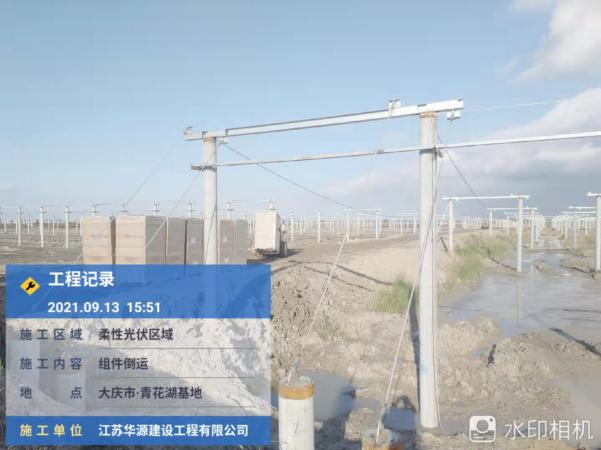 工程记录
2021.09.13 15:51
施工区域 柔性光伏区域
施工内容 组件倒运
地 点 大庆市·青花湖基地
施工单位 江苏华源建设工程有限公司
水印相机